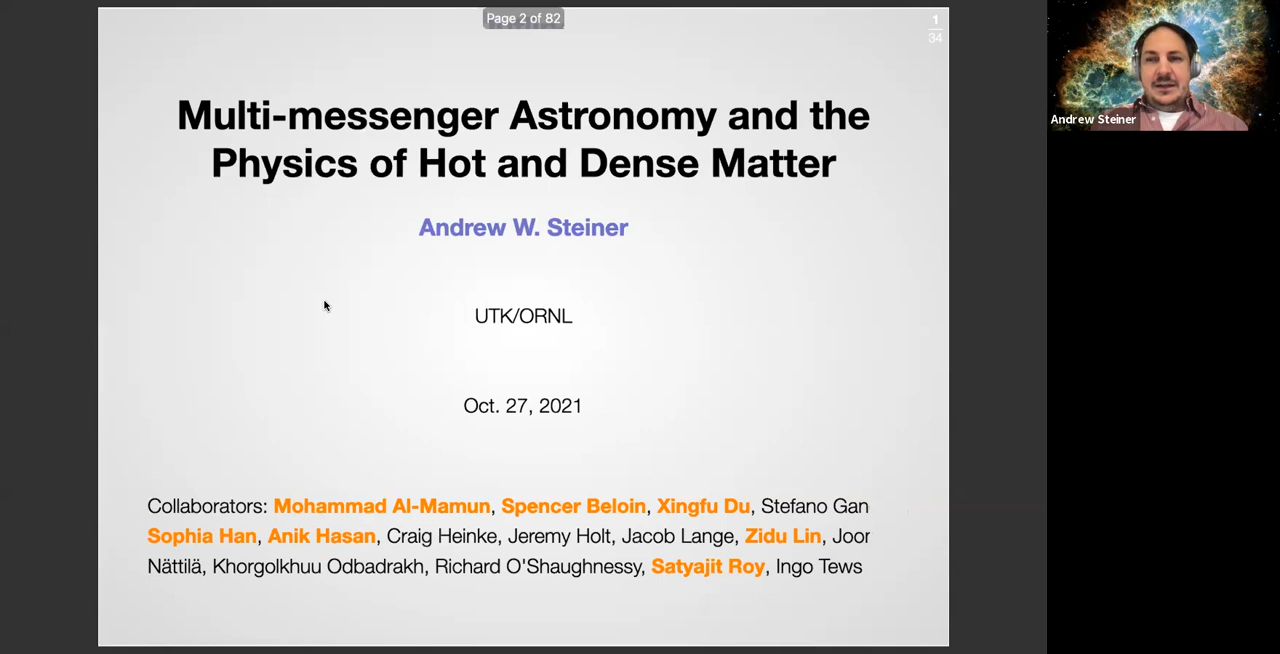 Page 2 of 82
1
34
Multi-messenger Astronomy and the
Physics of Hot and Dense Matter
Andrew W. Steiner
UTK/ORNL
Oct. 27, 2021
Collaborators: Mohammad Al-Mamun, Spencer Beloin, Xingfu Du, Stefano Gan
Sophia Han, Anik Hasan, Craig Heinke, Jeremy Holt, Jacob Lange, Zidu Lin, Joor
Nättilä, Khorgolkhuu Odbadrakh, Richard O'Shaughnessy, Satyajit Roy, Ingo Tews
Andrew Steiner